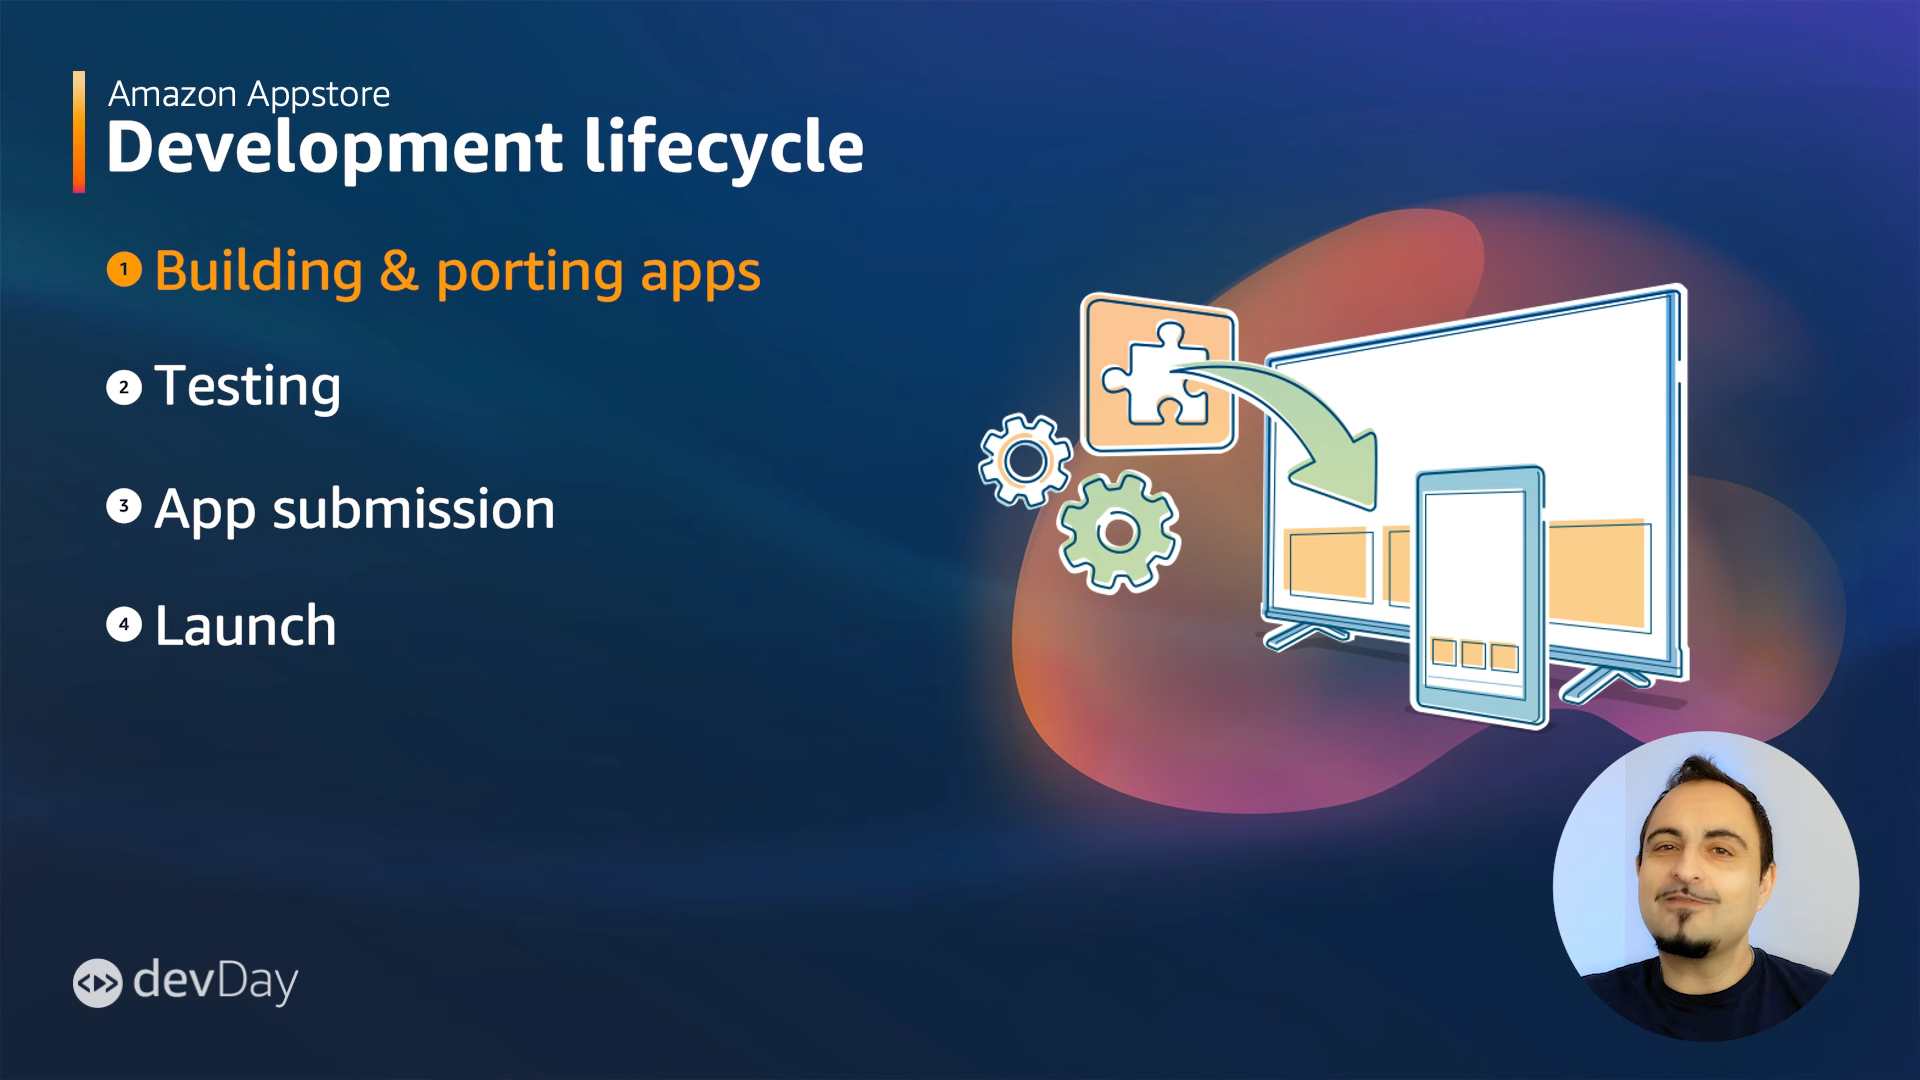 Amazon Appstore
Development lifecycle
1 Building & porting apps
2 Testing
3 App submission
4 Launch
devDay